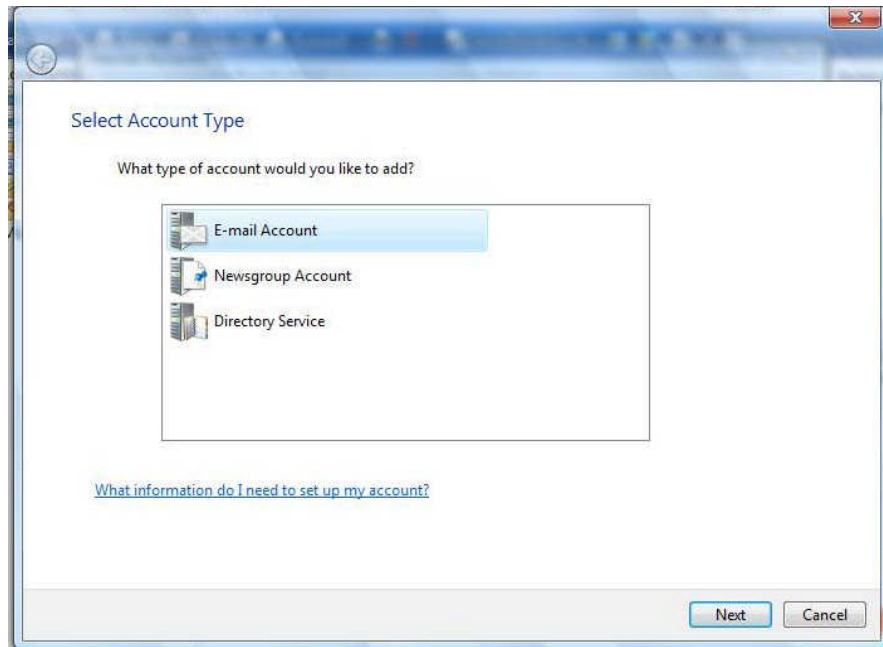 Select Account Type
What type of account would you like to add?
E-mail Account
Newsgroup Account
Directory Service
What information do I need to set up my account?
Next Cancel